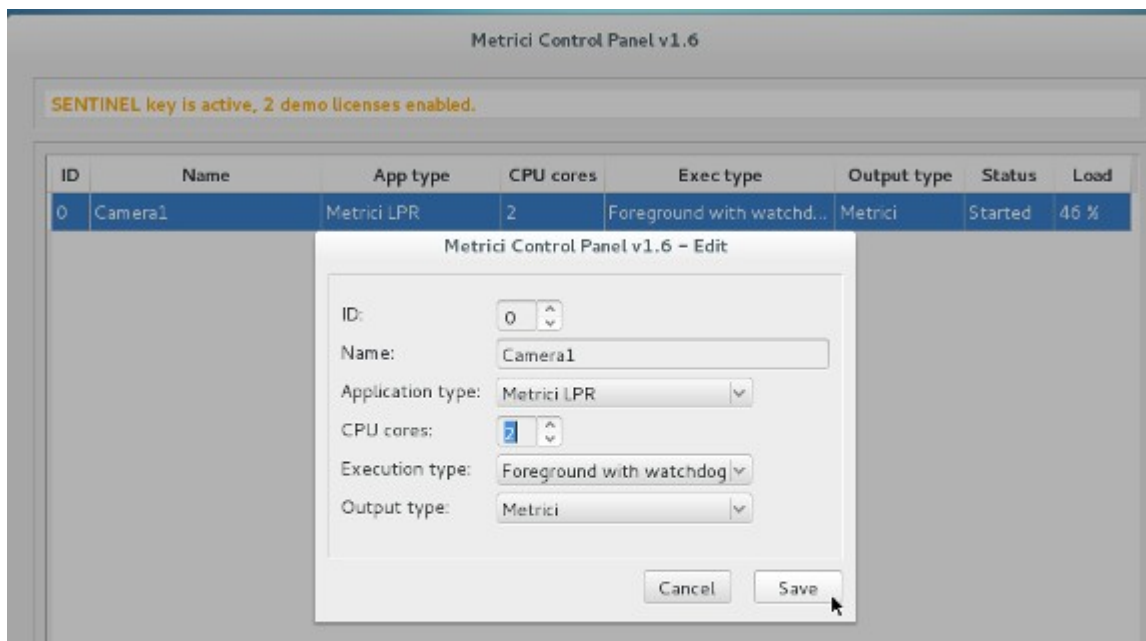 Metrici Control Panel v1.6
SENTINEL key is active, 2 demo licenses enabled.
ID Name App type CPU cores Exec type Output type Status Load
0 Camera1 Metrici LPR 2 Foreground with watchd... Metrici Started 46 %
Metrici Control Panel v1.6 - Edit
ID: 0
Name: Camera1
Application type: Metrici LPR
CPU cores: 2
Execution type: Foreground with watchdog
Output type: Metrici
Cancel Save